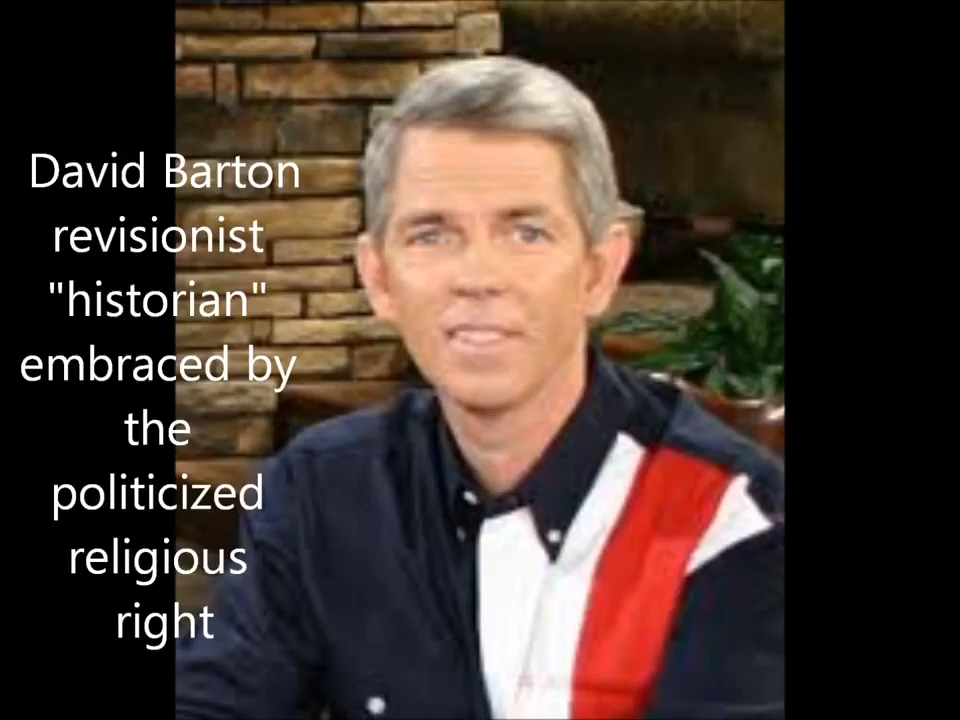 David Barton
revisionist
"historian"
embraced by
the
politicized
religious
right